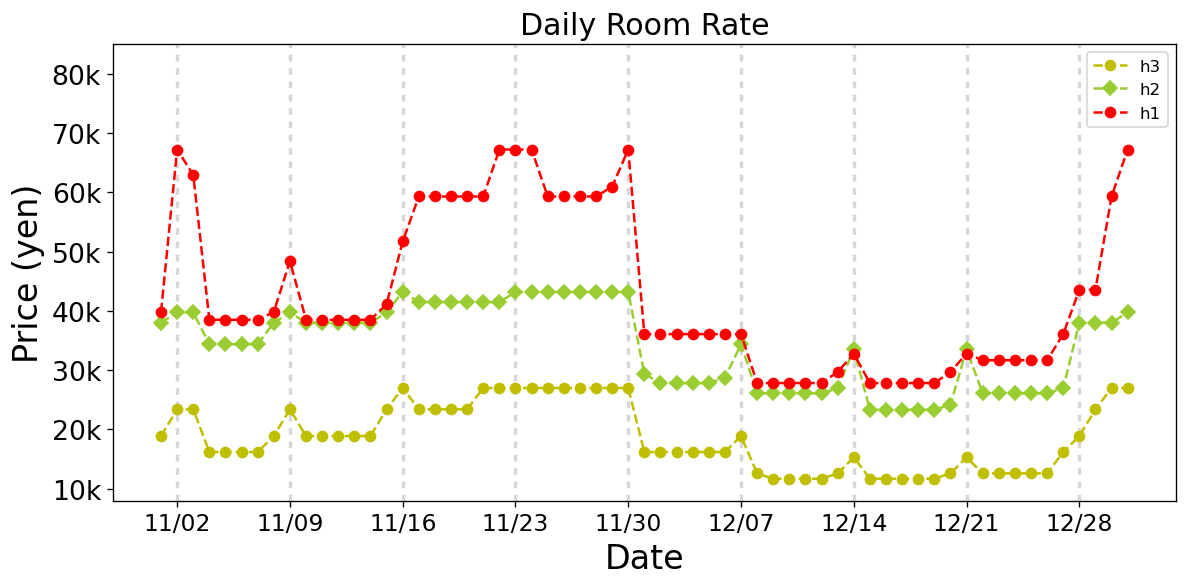 Daily Room Rate
80k
70k
60k
50k
40k
30k
20k
10k
Price (yen)
h3
h2
h1
11/02 11/09 11/16 11/23 11/30 12/07 12/14 12/21 12/28
Date